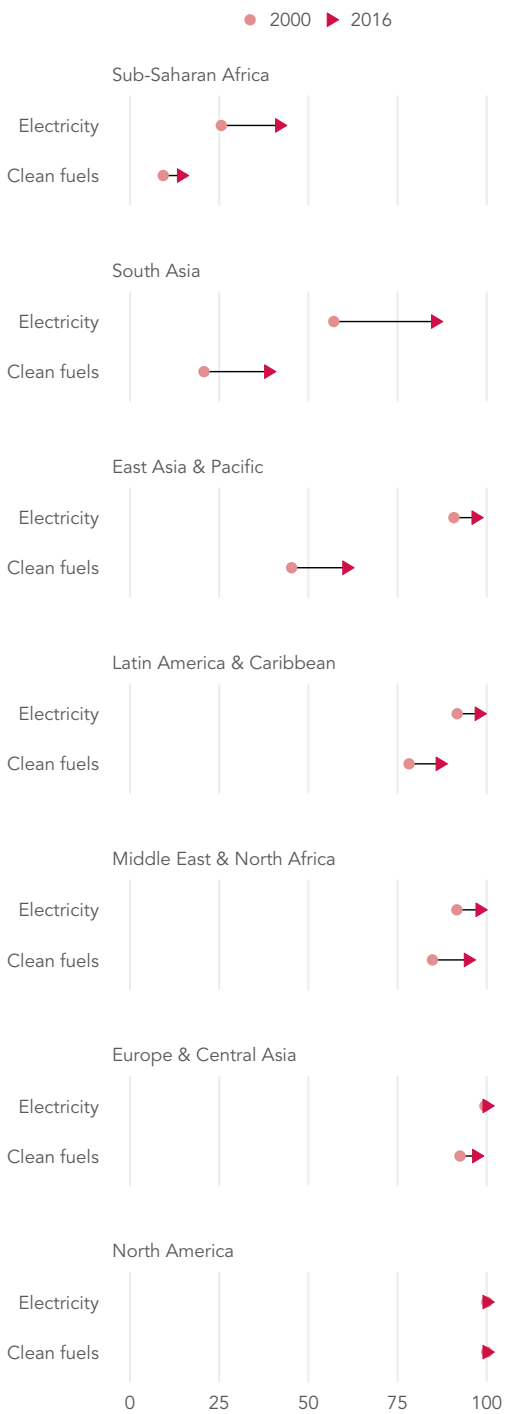 2000 2016
Sub-Saharan Africa
Electricity
Clean fuels
South Asia
Electricity
Clean fuels
East Asia & Pacific
Electricity
Clean fuels
Latin America & Caribbean
Electricity
Clean fuels
Middle East & North Africa
Electricity
Clean fuels
Europe & Central Asia
Electricity
Clean fuels
North America
Electricity
Clean fuels
0 25 50 75 100